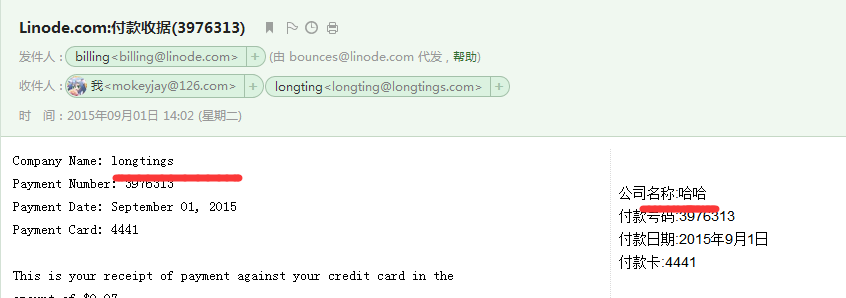 Linode.com:付款收据(3976313)
发件人：billing<billing@linode.com>+ (由 bounces@linode.com 代发，帮助)
收件人：我<mokeyjay@126.com>+ longting<longting@longtings.com>+
时　间：2015年09月01日 14:02 (星期二)
Company Name: longtings
Payment Number: 3976313
Payment Date: September 01, 2015
Payment Card: 4441
This is your receipt of payment against your credit card in the
amount of $0.07
公司名称:哈哈
付款号码:3976313
付款日期:2015年9月1日
付款卡:4441